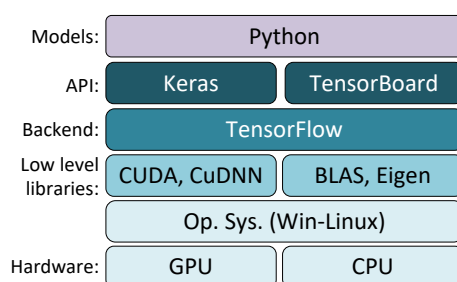 Models: Python
API: Keras TensorBoard
Backend: TensorFlow
Low level
libraries: CUDA, CuDNN BLAS, Eigen
Op. Sys. (Win-Linux)
Hardware: GPU CPU